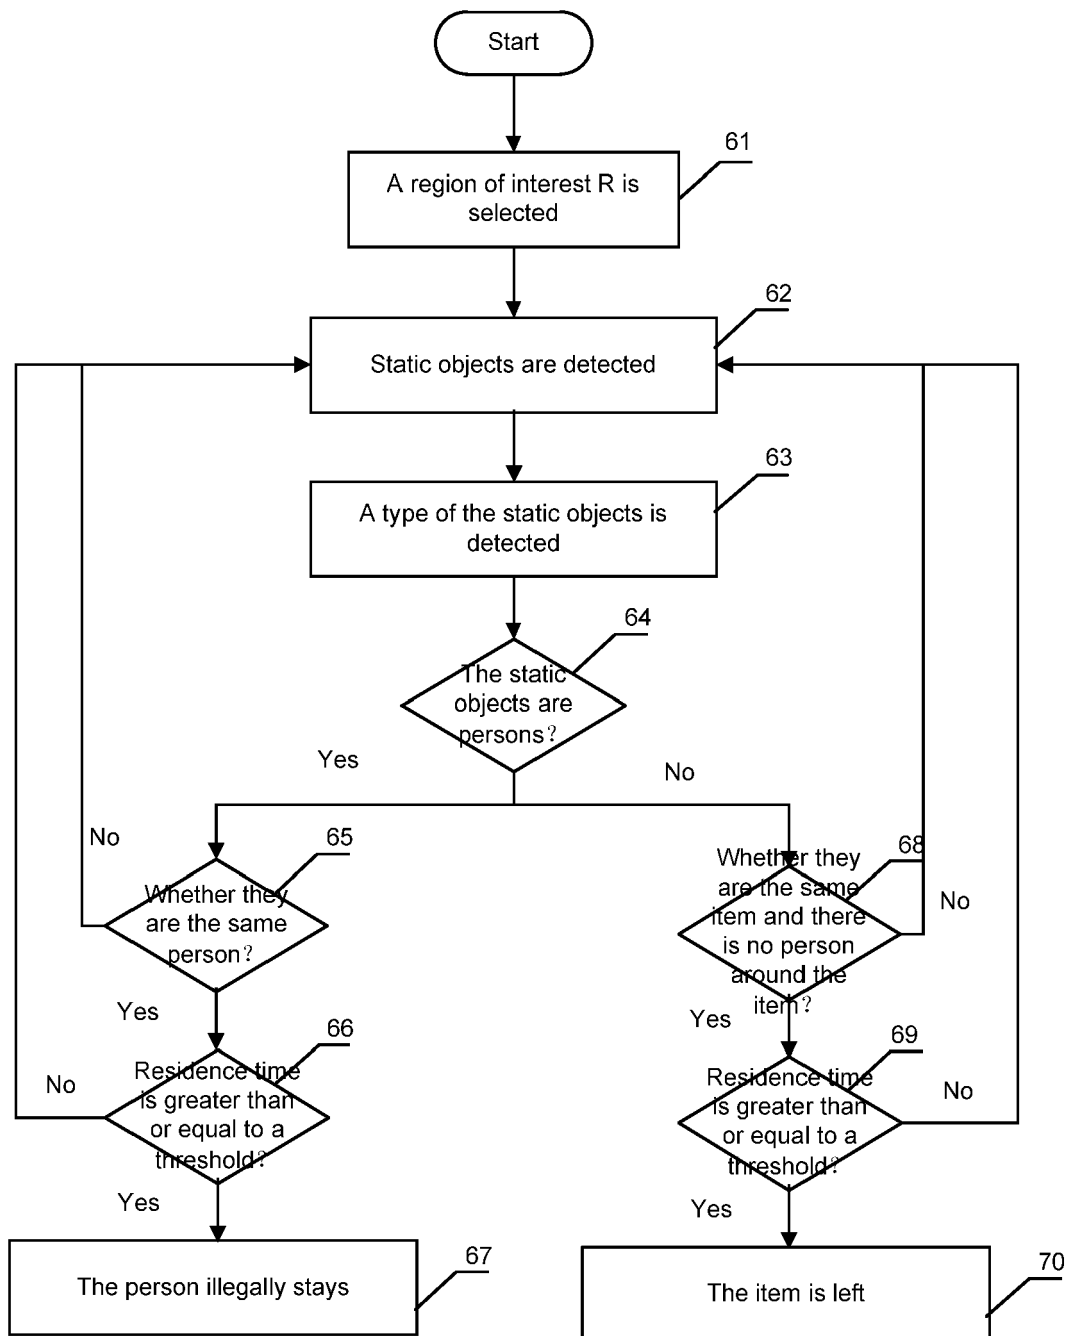 Start
61
A region of interest R is
selected
62
Static objects are detected
63
A type of the static objects is
detected
64
The static
objects are
persons?
Yes
No
No
65
Whether they
are the same
person?
68
Whether they
are the same
item and there
is no person
around the
item?
No
Yes
Yes
66
Residence time
is greater than
or equal to a
threshold?
No
69
Residence time
is greater than
or equal to a
threshold?
No
Yes
Yes
67
The person illegally stays
70
The item is left